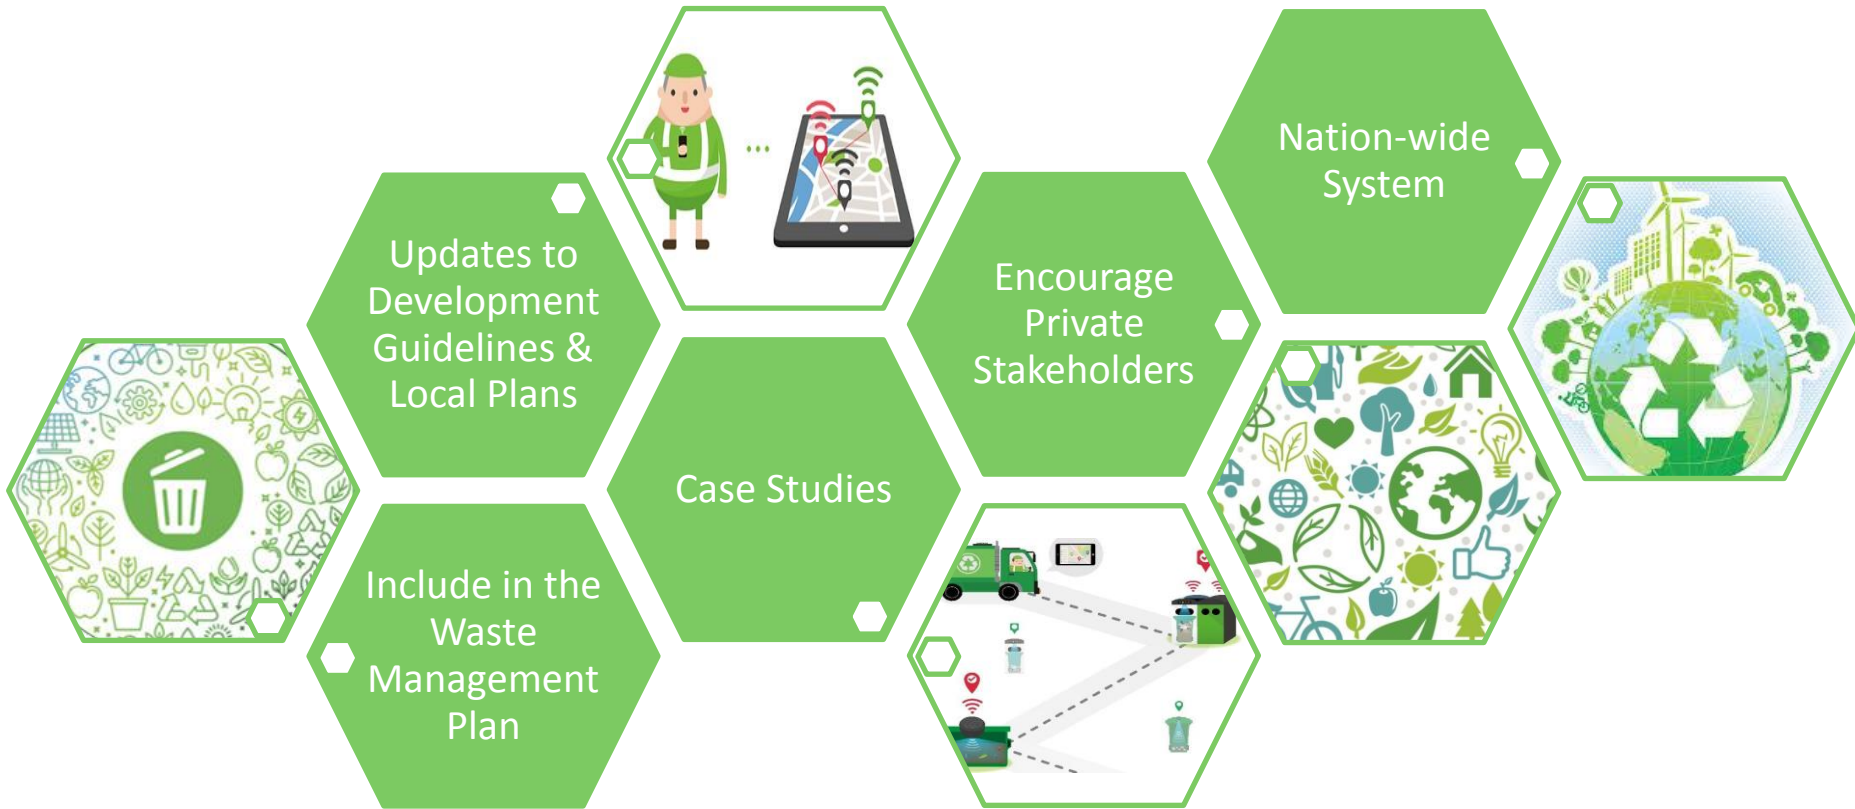 Updates to
Development
Guidelines &
Local Plans
Include in the
Waste
Management
Plan
Case Studies
Encourage
Private
Stakeholders
Nation-wide
System